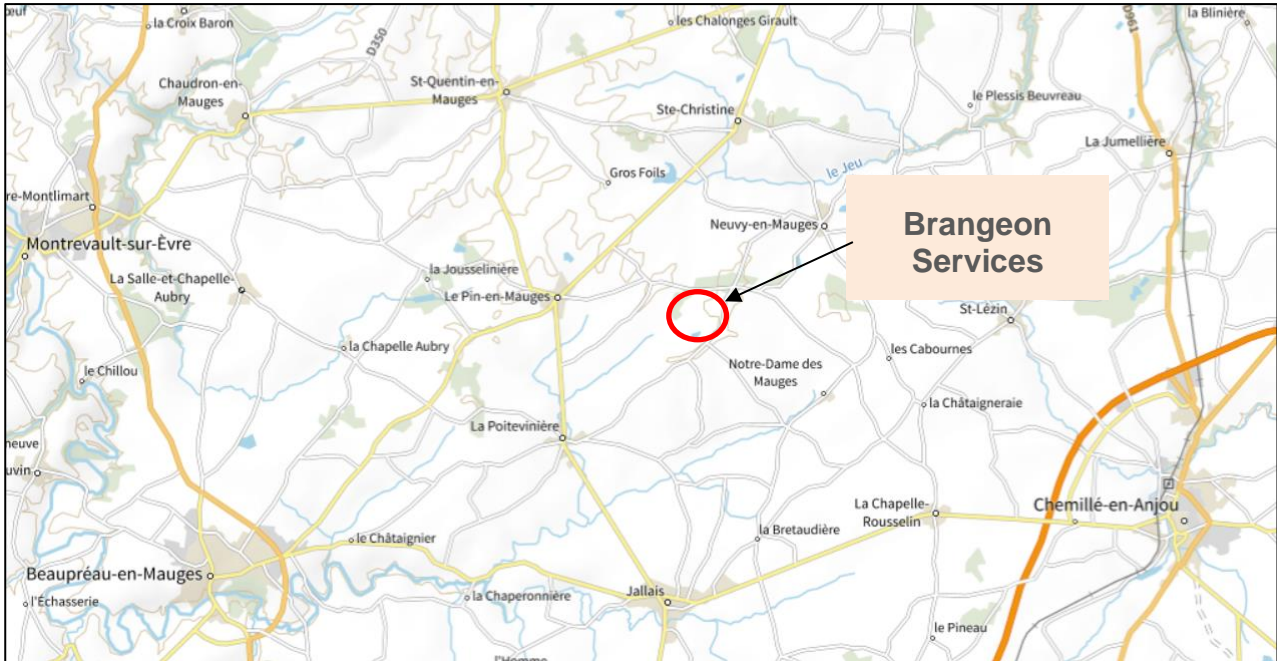 œuf
la Croix Baron
D350
les Chalonges Girault
D961
la Blinière
Chaudron-en-
Mauges
St-Quentin-en-
Mauges
le Plessis Beuvreau
Ste-Christine
La Jumellière
le Jeu
Gros Foils
re-Montlimart
Neuvy-en-Mauges
Brangeon
Services
Montrevault-sur-Èvre
la Jousselinière
La Salle-et-Chapelle-
Aubry
Le Pin-en-Mauges
St-Lézin
la Chapelle Aubry
les Cabournes
Notre-Dame des
Mauges
le Chillou
la Châtaigneraie
La Poitevinière
neuve
uvin
La Chapelle-
Rousselin
Chemillé-en-Anjou
la Bretaudière
le Châtaignier
Beaupréau-en-Mauges
Jallais
la Chaperonnière
l'Échasserie
le Pineau
l'Homme